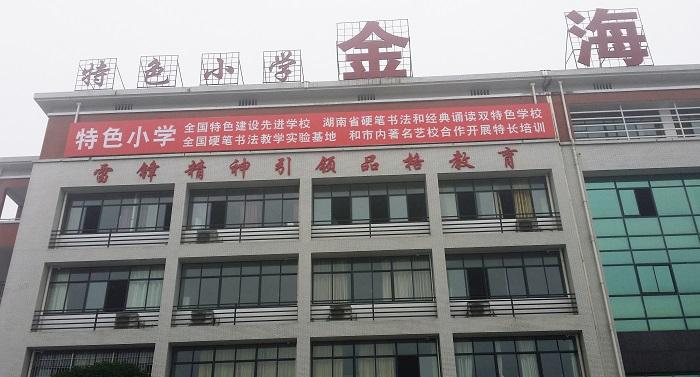 特色小学 金海
特色小学
全国特色建设先进学校 湖南省硬笔书法和经典诵读双特色学校
全国硬笔书法教学实验基地 和市内著名艺校合作开展特长培训
雷锋精神引领品格教育